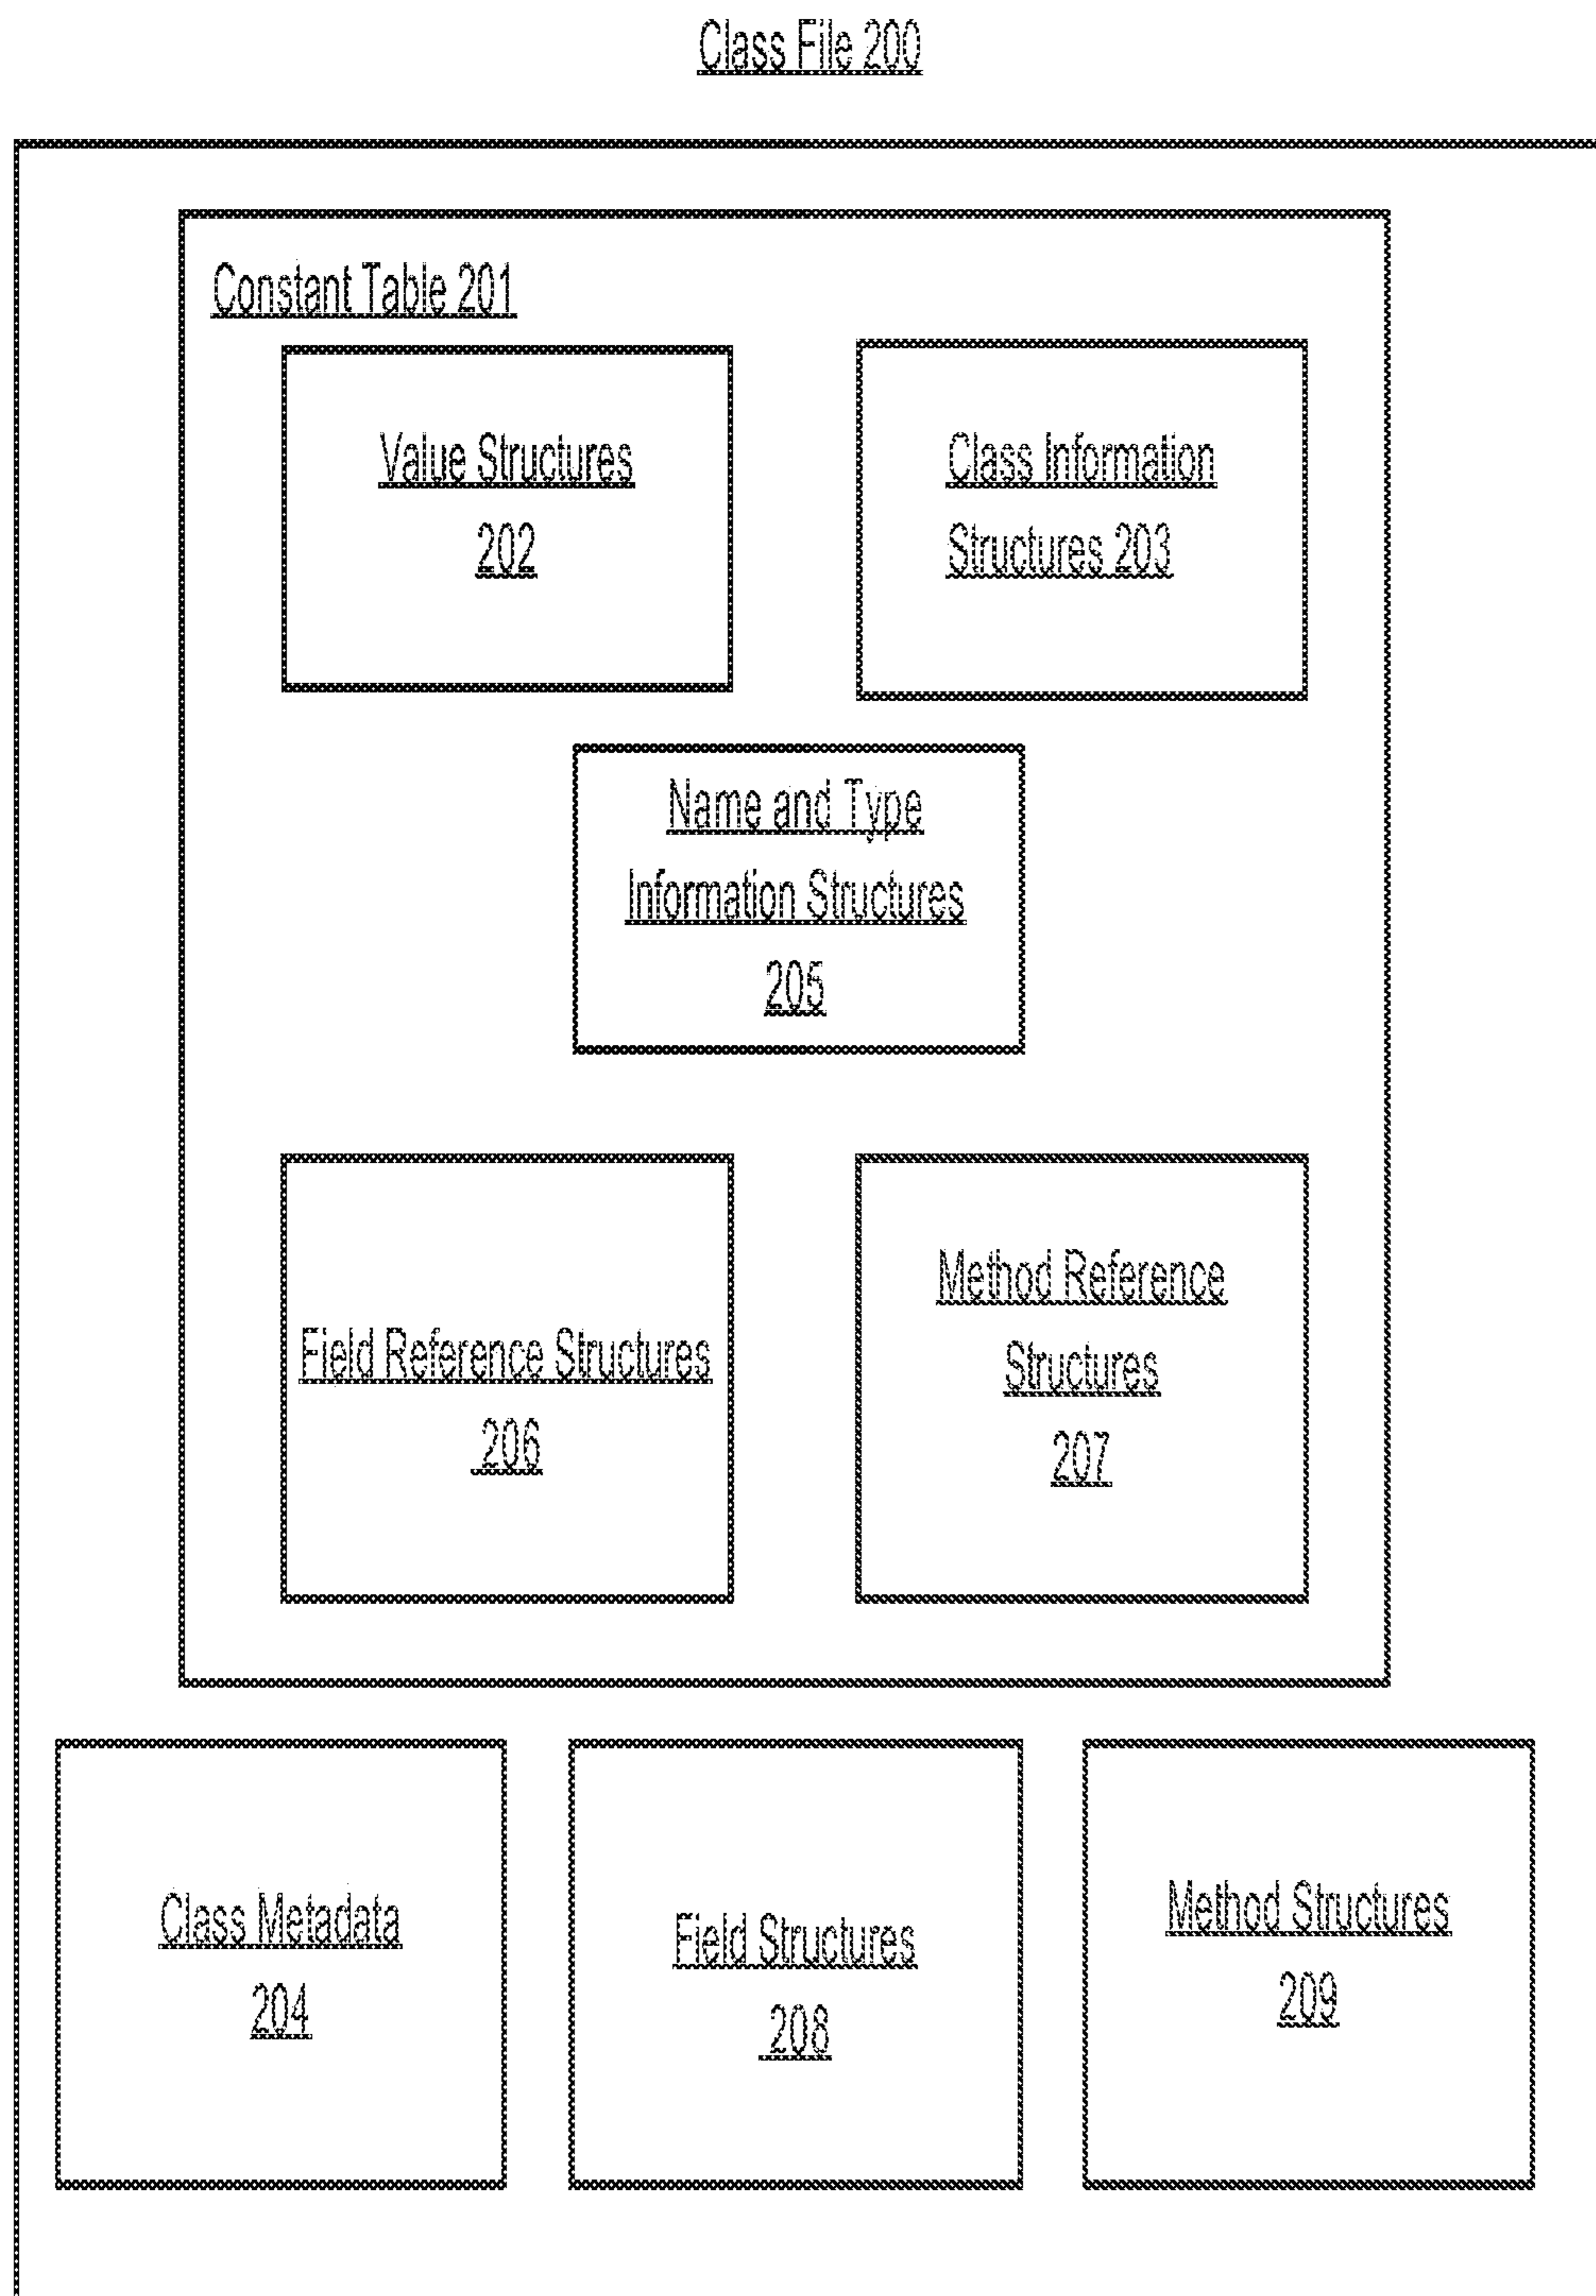 Class File 200
Constant Table 201
Value Structures
202
Class Information
Structures 203
Name and Type
Information Structures
205
Field Reference Structures
206
Method Reference
Structures
207
Class Metadata
204
Field Structures
208
Method Structures
209